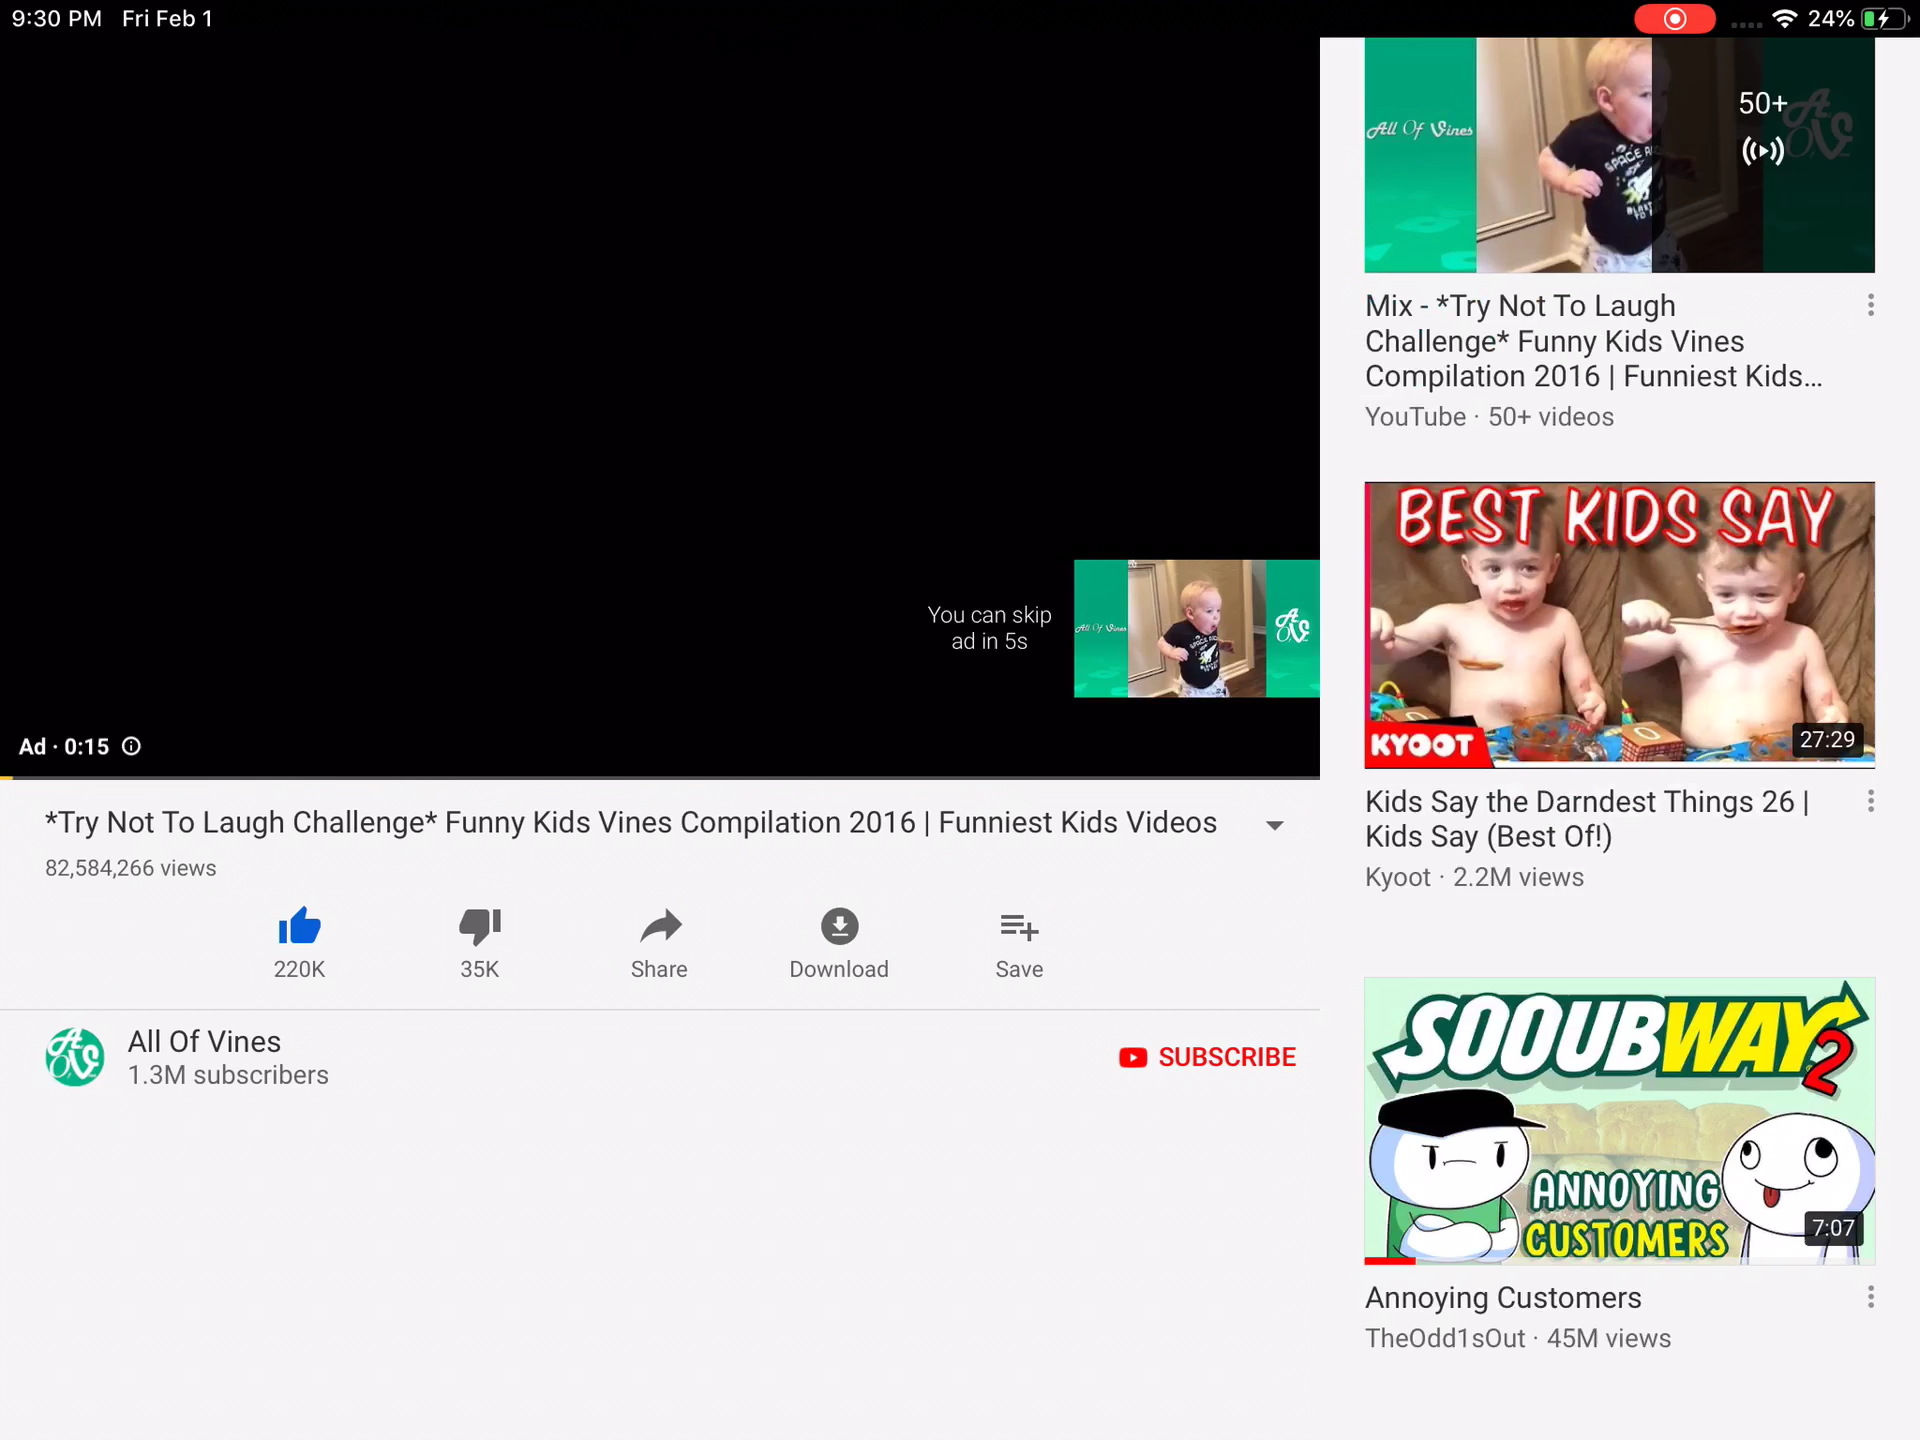 9:30 PM Fri Feb 1
24%
You can skip
ad in 5s
All Of Vines
Ad · 0:15
*Try Not To Laugh Challenge* Funny Kids Vines Compilation 2016 | Funniest Kids Videos
82,584,266 views
220K
35K
Share
Download
Save
All Of Vines
1.3M subscribers
SUBSCRIBE
All Of Vines
50+
Mix - *Try Not To Laugh
Challenge* Funny Kids Vines
Compilation 2016 | Funniest Kids...
YouTube · 50+ videos
BEST KIDS SAY
KYOOT
27:29
Kids Say the Darndest Things 26 |
Kids Say (Best Of!)
Kyoot · 2.2M views
SOOUBWAY 2
ANNOYING
CUSTOMERS
7:07
Annoying Customers
TheOdd1sOut · 45M views